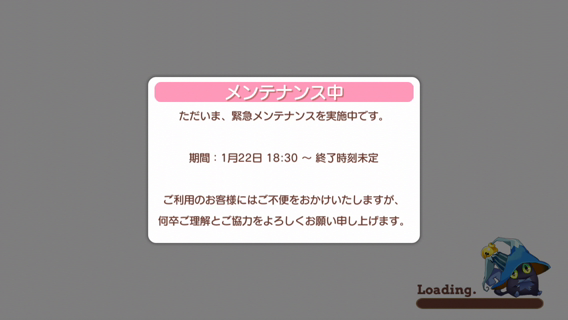 メンテナンス中
ただいま、緊急メンテナンスを実施中です。
期間：1月22日 18:30 ～ 終了時刻未定
ご利用のお客様にはご不便をおかけいたしますが、
何卒ご理解とご協力をよろしくお願い申し上げます。
Loading.